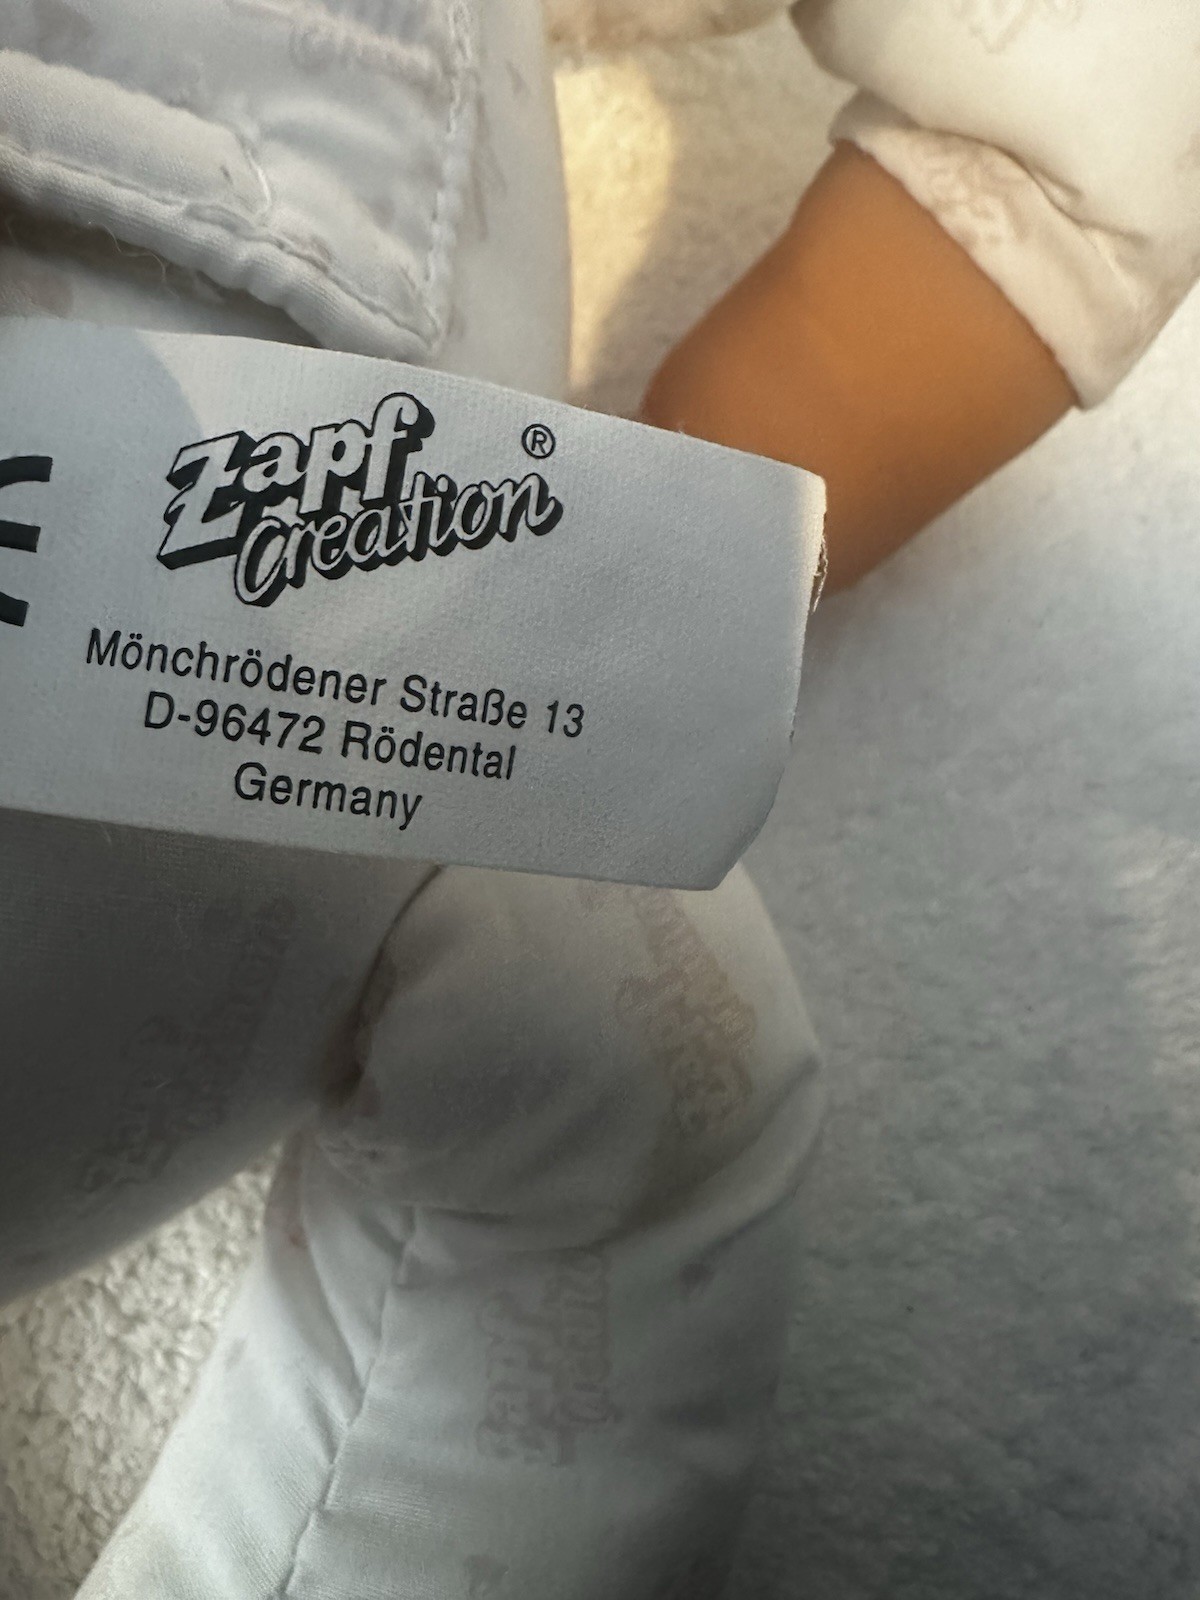 Zapf ®
Creation
Mönchrödener Straße 13
D-96472 Rödental
Germany